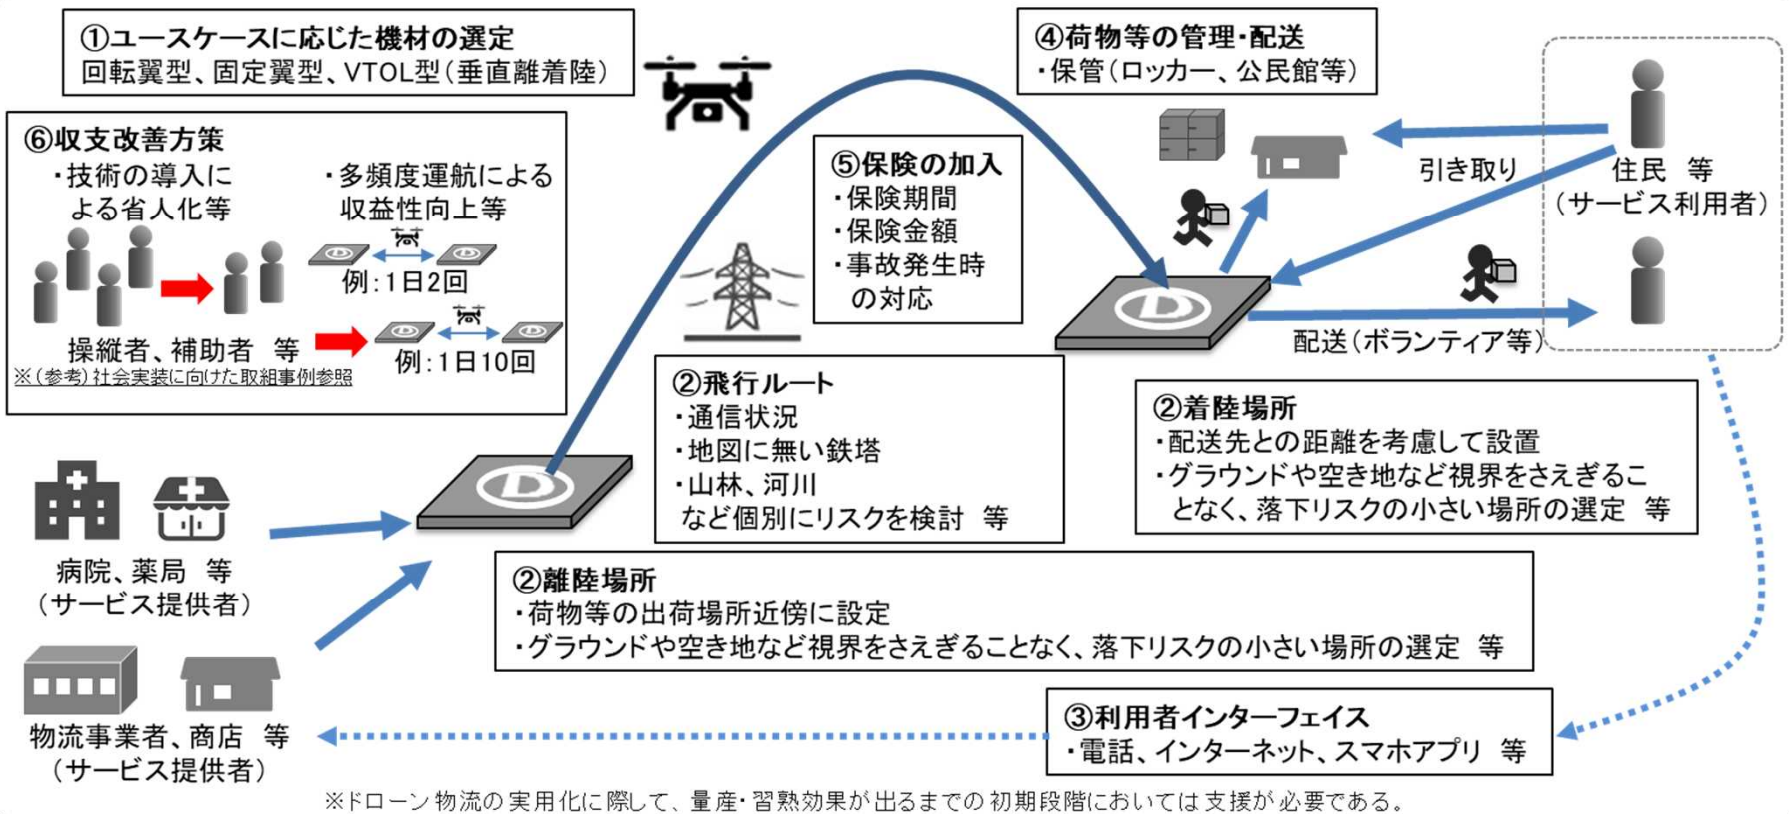 ①ユースケースに応じた機材の選定
回転翼型、固定翼型、VTOL型(垂直離着陸)
⑥収支改善方策
・技術の導入に
よる省人化等
・多頻度運航による
収益性向上等
例:1日2回
例:1日10回
操縦者、補助者 等
※(参考)社会実装に向けた取組事例参照
④荷物等の管理・配送
・保管(ロッカー、公民館等)
⑤保険の加入
・保険期間
・保険金額
・事故発生時
の対応
引き取り
住民 等
(サービス利用者)
配送(ボランティア等)
②飛行ルート
・通信状況
・地図に無い鉄塔
・山林、河川
など個別にリスクを検討 等
②着陸場所
・配送先との距離を考慮して設置
・グラウンドや空き地など視界をさえぎるこ
となく、落下リスクの小さい場所の選定 等
病院、薬局 等
(サービス提供者)
②離陸場所
・荷物等の出荷場所近傍に設定
・グラウンドや空き地など視界をさえぎることなく、落下リスクの小さい場所の選定 等
物流事業者、商店 等
(サービス提供者)
③利用者インターフェイス
・電話、インターネット、スマホアプリ 等
※ドローン物流の実用化に際して、量産・習熟効果が出るまでの初期段階においては支援が必要である。
D
D
D
D
D
D